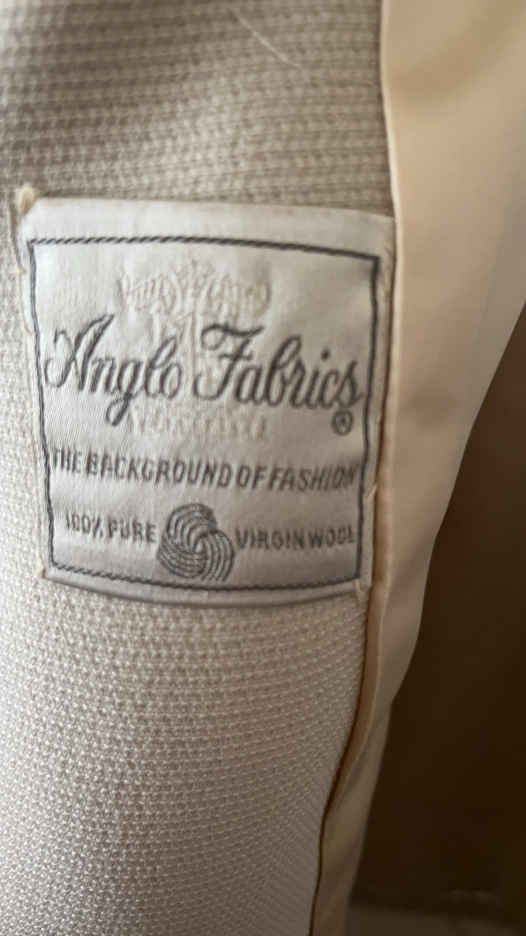 Anglo Fabrics®
THE BACKGROUND OF FASHION
100% PURE VIRGIN WOOL